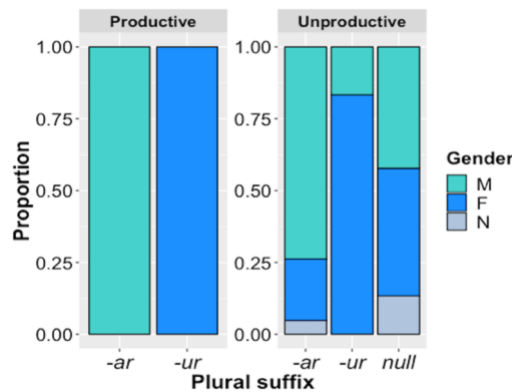 Productive
Unproductive
Proportion
1.00
0.75
0.50
0.25
0.00
1.00
0.75
0.50
0.25
0.00
-ar
-ur
-ar
-ur
null
Plural suffix
Gender
M
F
N